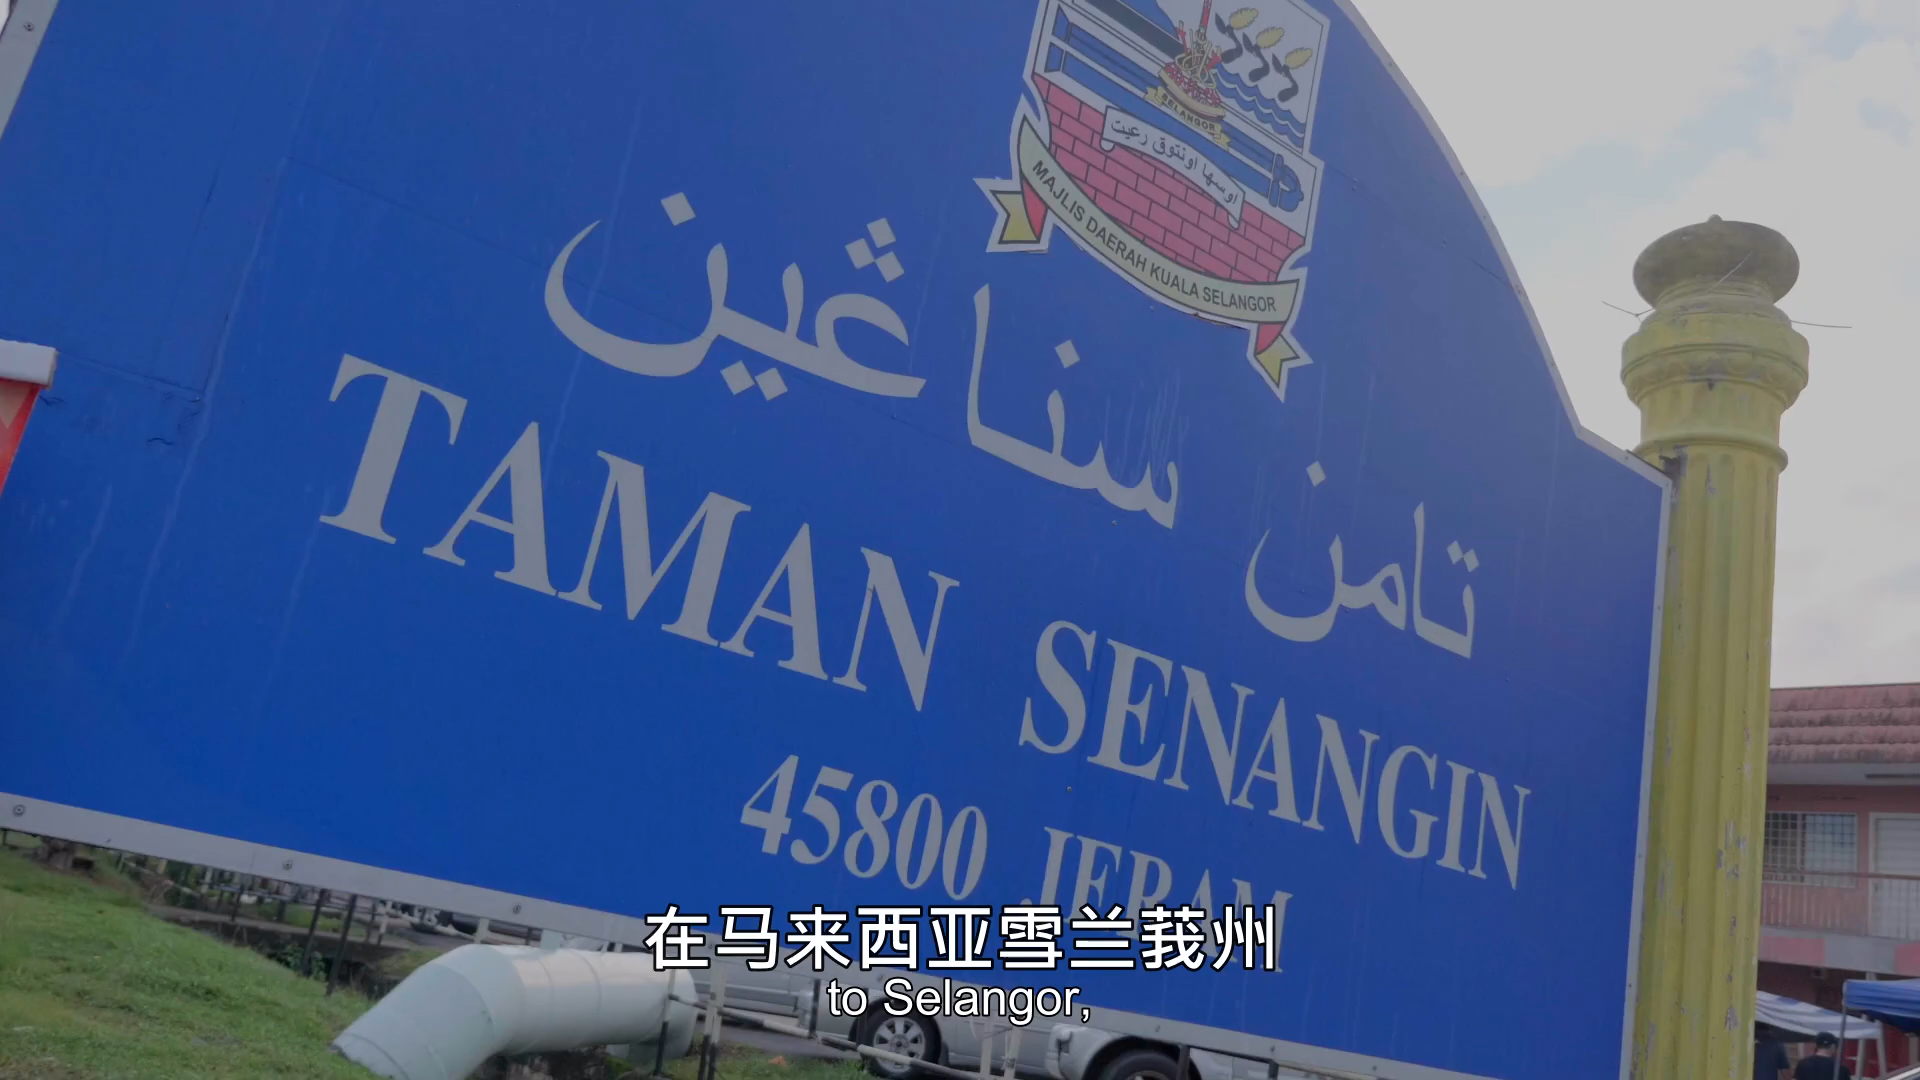 SELANGOR
اوسها اونتوق رعيت
MAJLIS DAERAH KUALA SELANGOR
تامن سناڠين
TAMAN SENANGIN
45800 JERAM
在马来西亚雪兰莪州
to Selangor,